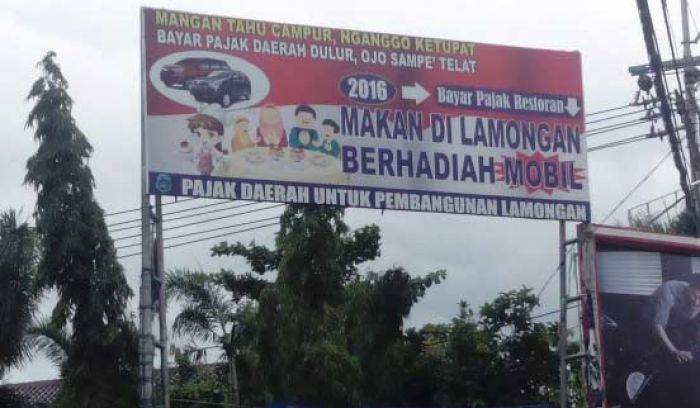 MANGAN TAHU CAMPUR, NGANGGO KETUPAT
BAYAR PAJAK DAERAH DULUR, OJO SAMPE' TELAT
2016 Bayar Pajak Restoran
MAKAN DI LAMONGAN
BERHADIAH MOBIL
PAJAK DAERAH UNTUK PEMBANGUNAN LAMONGAN